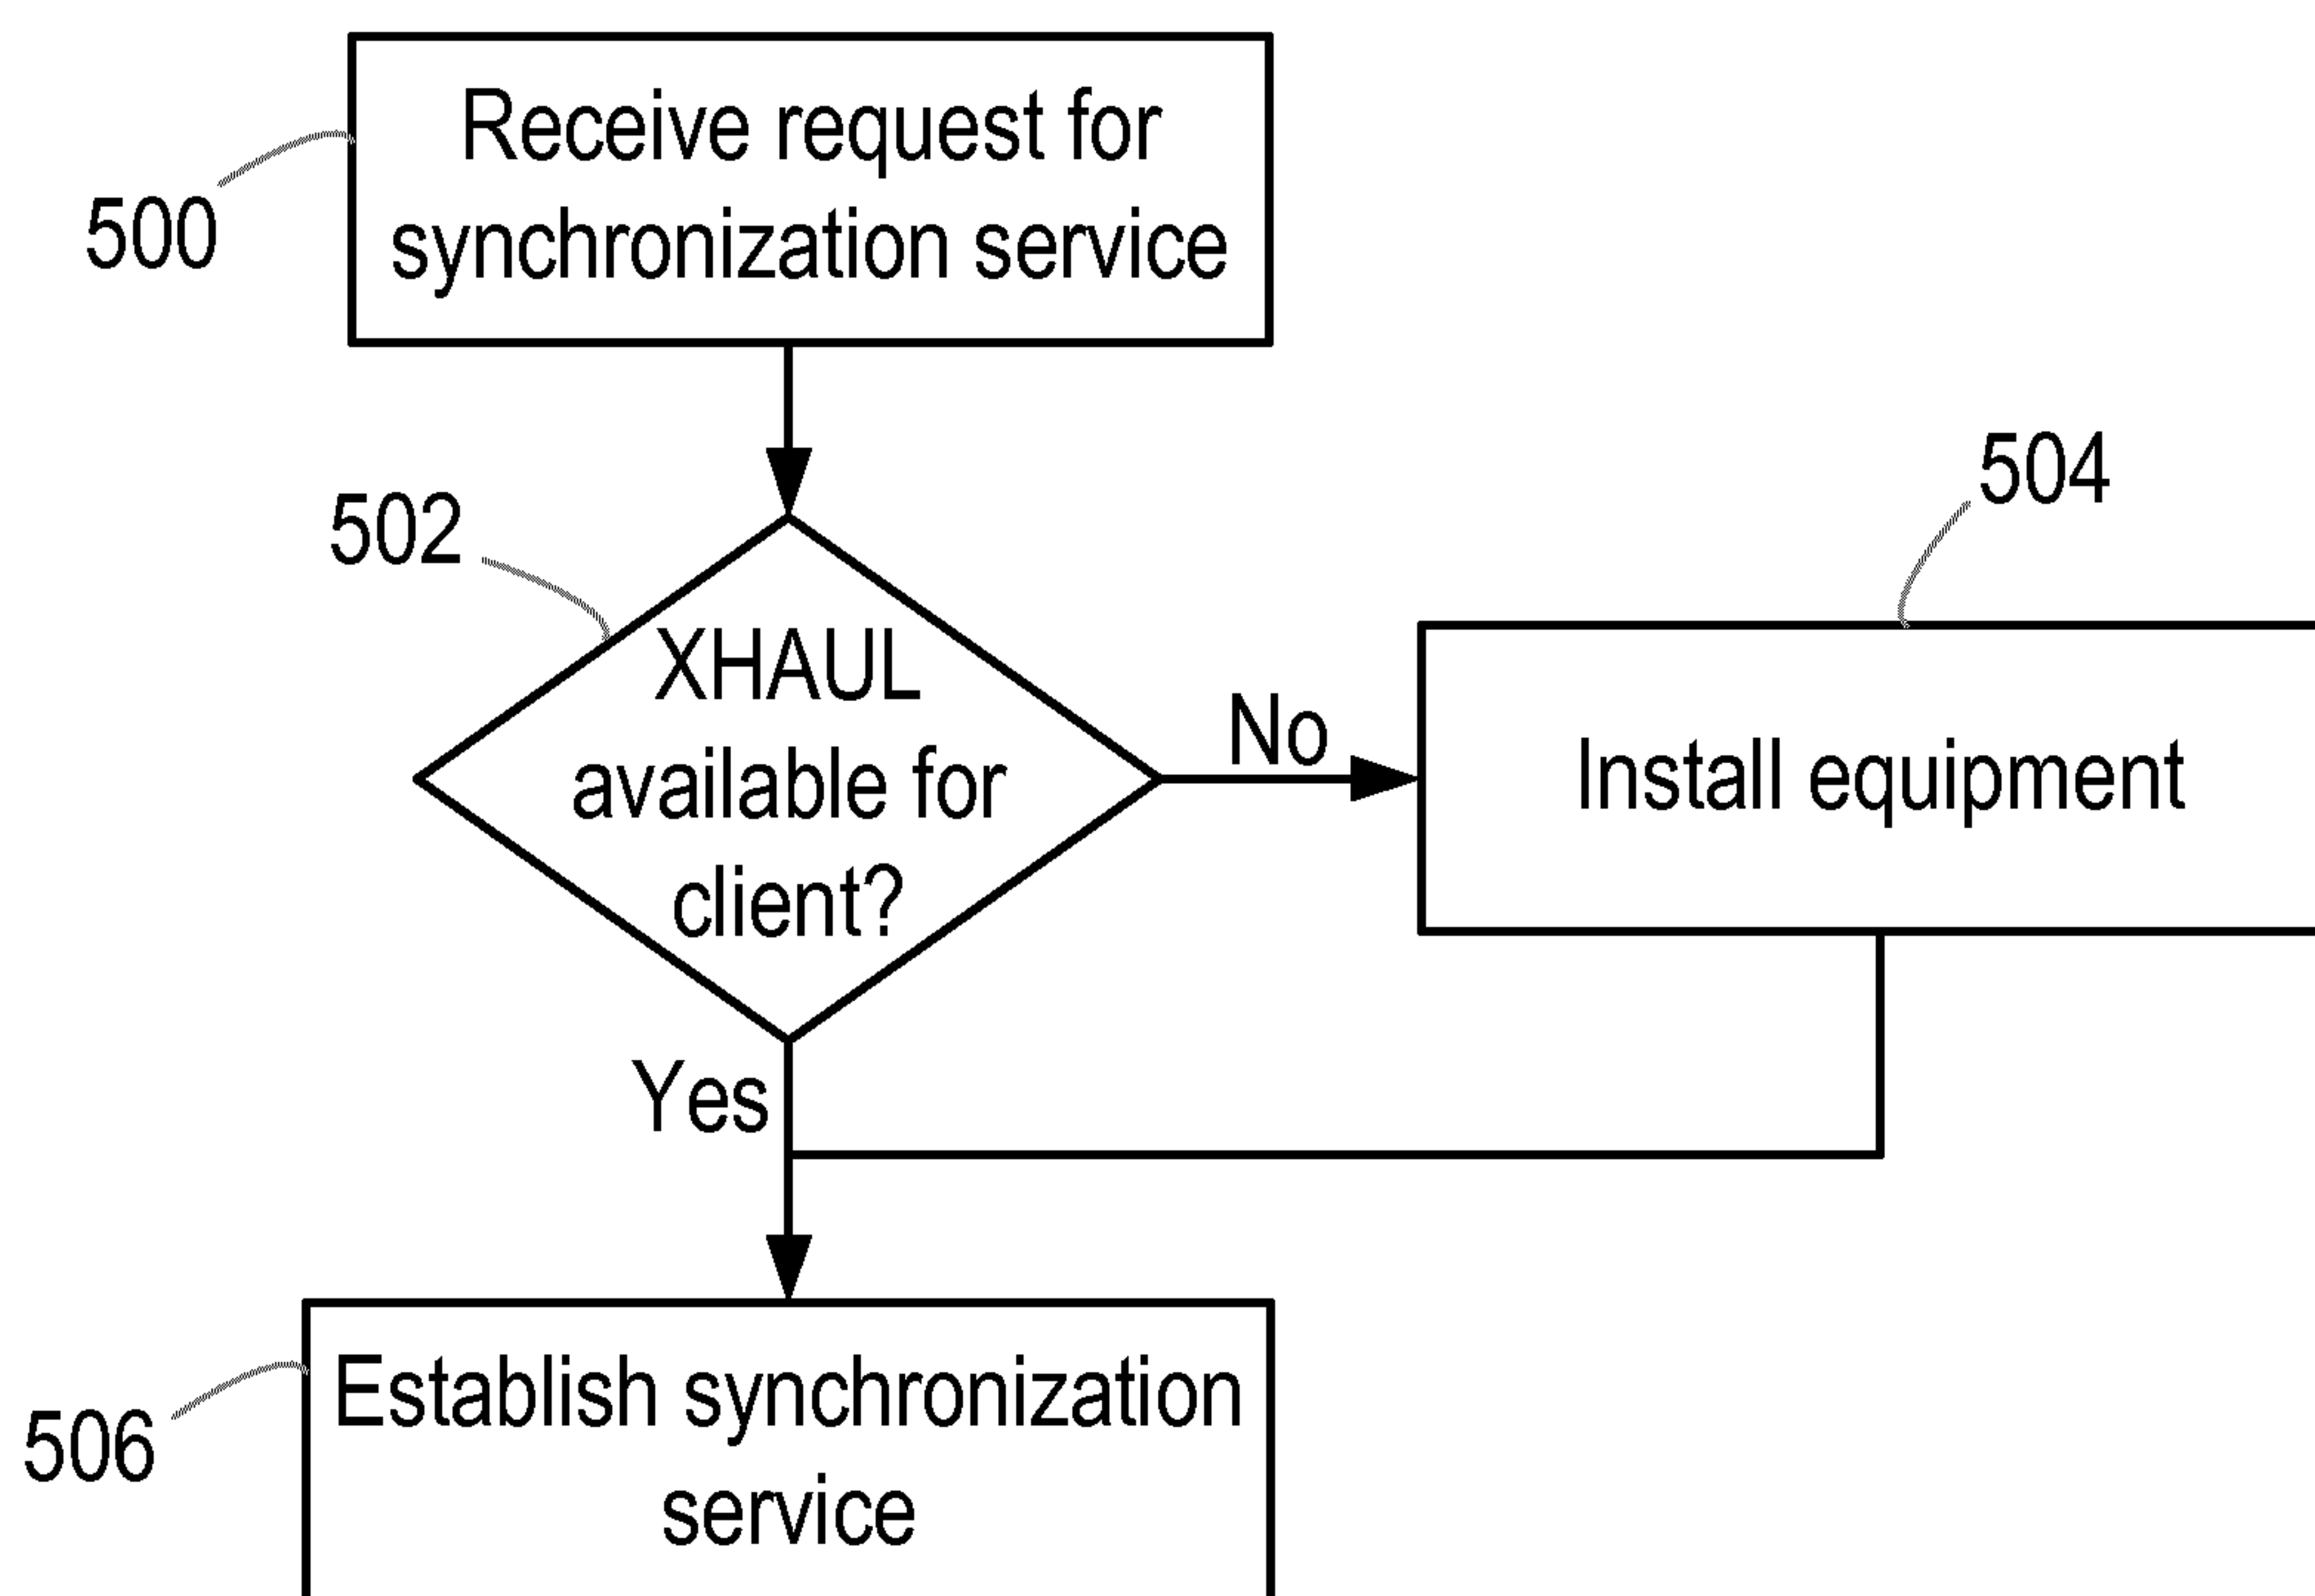 Receive request for
synchronization service
500
502
XHAUL
available for
client?
504
No
Install equipment
Yes
506
Establish synchronization
service